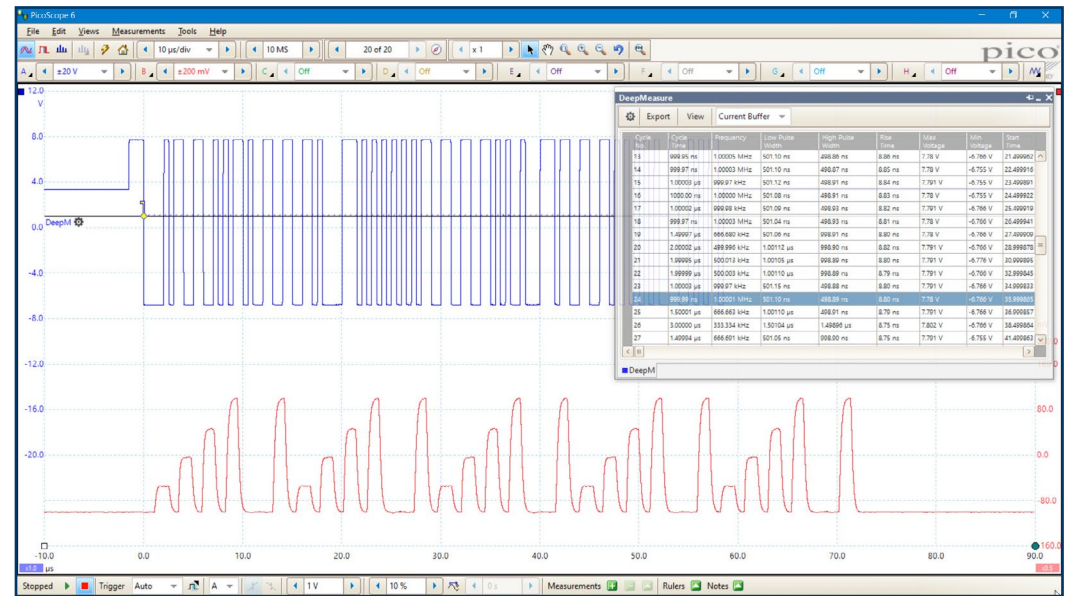 PicoScope 6
File Edit Views Measurements Tools Help
10 µs/div 10 MS 20 of 20 x 1
pico
A ±20 V B ±200 mV C Off D Off E Off F Off G Off H Off
12.0
V
8.0
4.0
0.0
-4.0
-8.0
-12.0
-16.0
-20.0
DeepM
DeepMeasure
Export View Current Buffer
Cycle No. Cycle Time Frequency Low Pulse Width High Pulse Width Rise Time Max Voltage Min Voltage Start Time
13 999.95 ns 1.00005 MHz 501.10 ns 498.86 ns 8.86 ns 7.78 V -6.766 V 21.499962
14 999.97 ns 1.00003 MHz 501.10 ns 498.87 ns 8.85 ns 7.78 V -6.755 V 22.499916
15 1.00003 µs 999.97 kHz 501.12 ns 498.91 ns 8.84 ns 7.791 V -6.755 V 23.499891
16 1000.00 ns 1.00000 MHz 501.08 ns 498.91 ns 8.83 ns 7.78 V -6.755 V 24.499922
17 1.00002 µs 999.98 kHz 501.09 ns 498.93 ns 8.82 ns 7.791 V -6.766 V 25.499919
18 999.97 ns 1.00003 MHz 501.04 ns 498.93 ns 8.81 ns 7.78 V -6.766 V 26.499941
19 1.49997 µs 666.680 kHz 501.06 ns 998.91 ns 8.80 ns 7.78 V -6.766 V 27.499909
20 2.00002 µs 499.996 kHz 1.00112 µs 998.90 ns 8.82 ns 7.791 V -6.766 V 28.999878
21 1.99995 µs 500.013 kHz 1.00105 µs 998.89 ns 8.80 ns 7.791 V -6.776 V 30.999895
22 1.99999 µs 500.003 kHz 1.00110 µs 998.89 ns 8.79 ns 7.791 V -6.766 V 32.999845
23 1.00003 µs 999.97 kHz 501.15 ns 498.88 ns 8.80 ns 7.791 V -6.766 V 34.999833
24 999.99 ns 1.00001 MHz 501.10 ns 498.89 ns 8.80 ns 7.78 V -6.766 V 35.999865
25 1.50001 µs 666.663 kHz 1.00110 µs 498.91 ns 8.79 ns 7.791 V -6.766 V 36.999857
26 3.00000 µs 333.334 kHz 1.50104 µs 1.49896 µs 8.75 ns 7.802 V -6.766 V 38.499864
27 1.49994 µs 666.691 kHz 501.05 ns 998.90 ns 8.75 ns 7.791 V -6.755 V 41.499863
DeepM
80.0
0.0
-80.0
-160.0
-10.0 0.0 10.0 20.0 30.0 40.0 50.0 60.0 70.0 80.0 90.0
x1.0 µs
x0.5
Stopped Trigger Auto A 1 V 10 % 0 s Measurements Rulers Notes